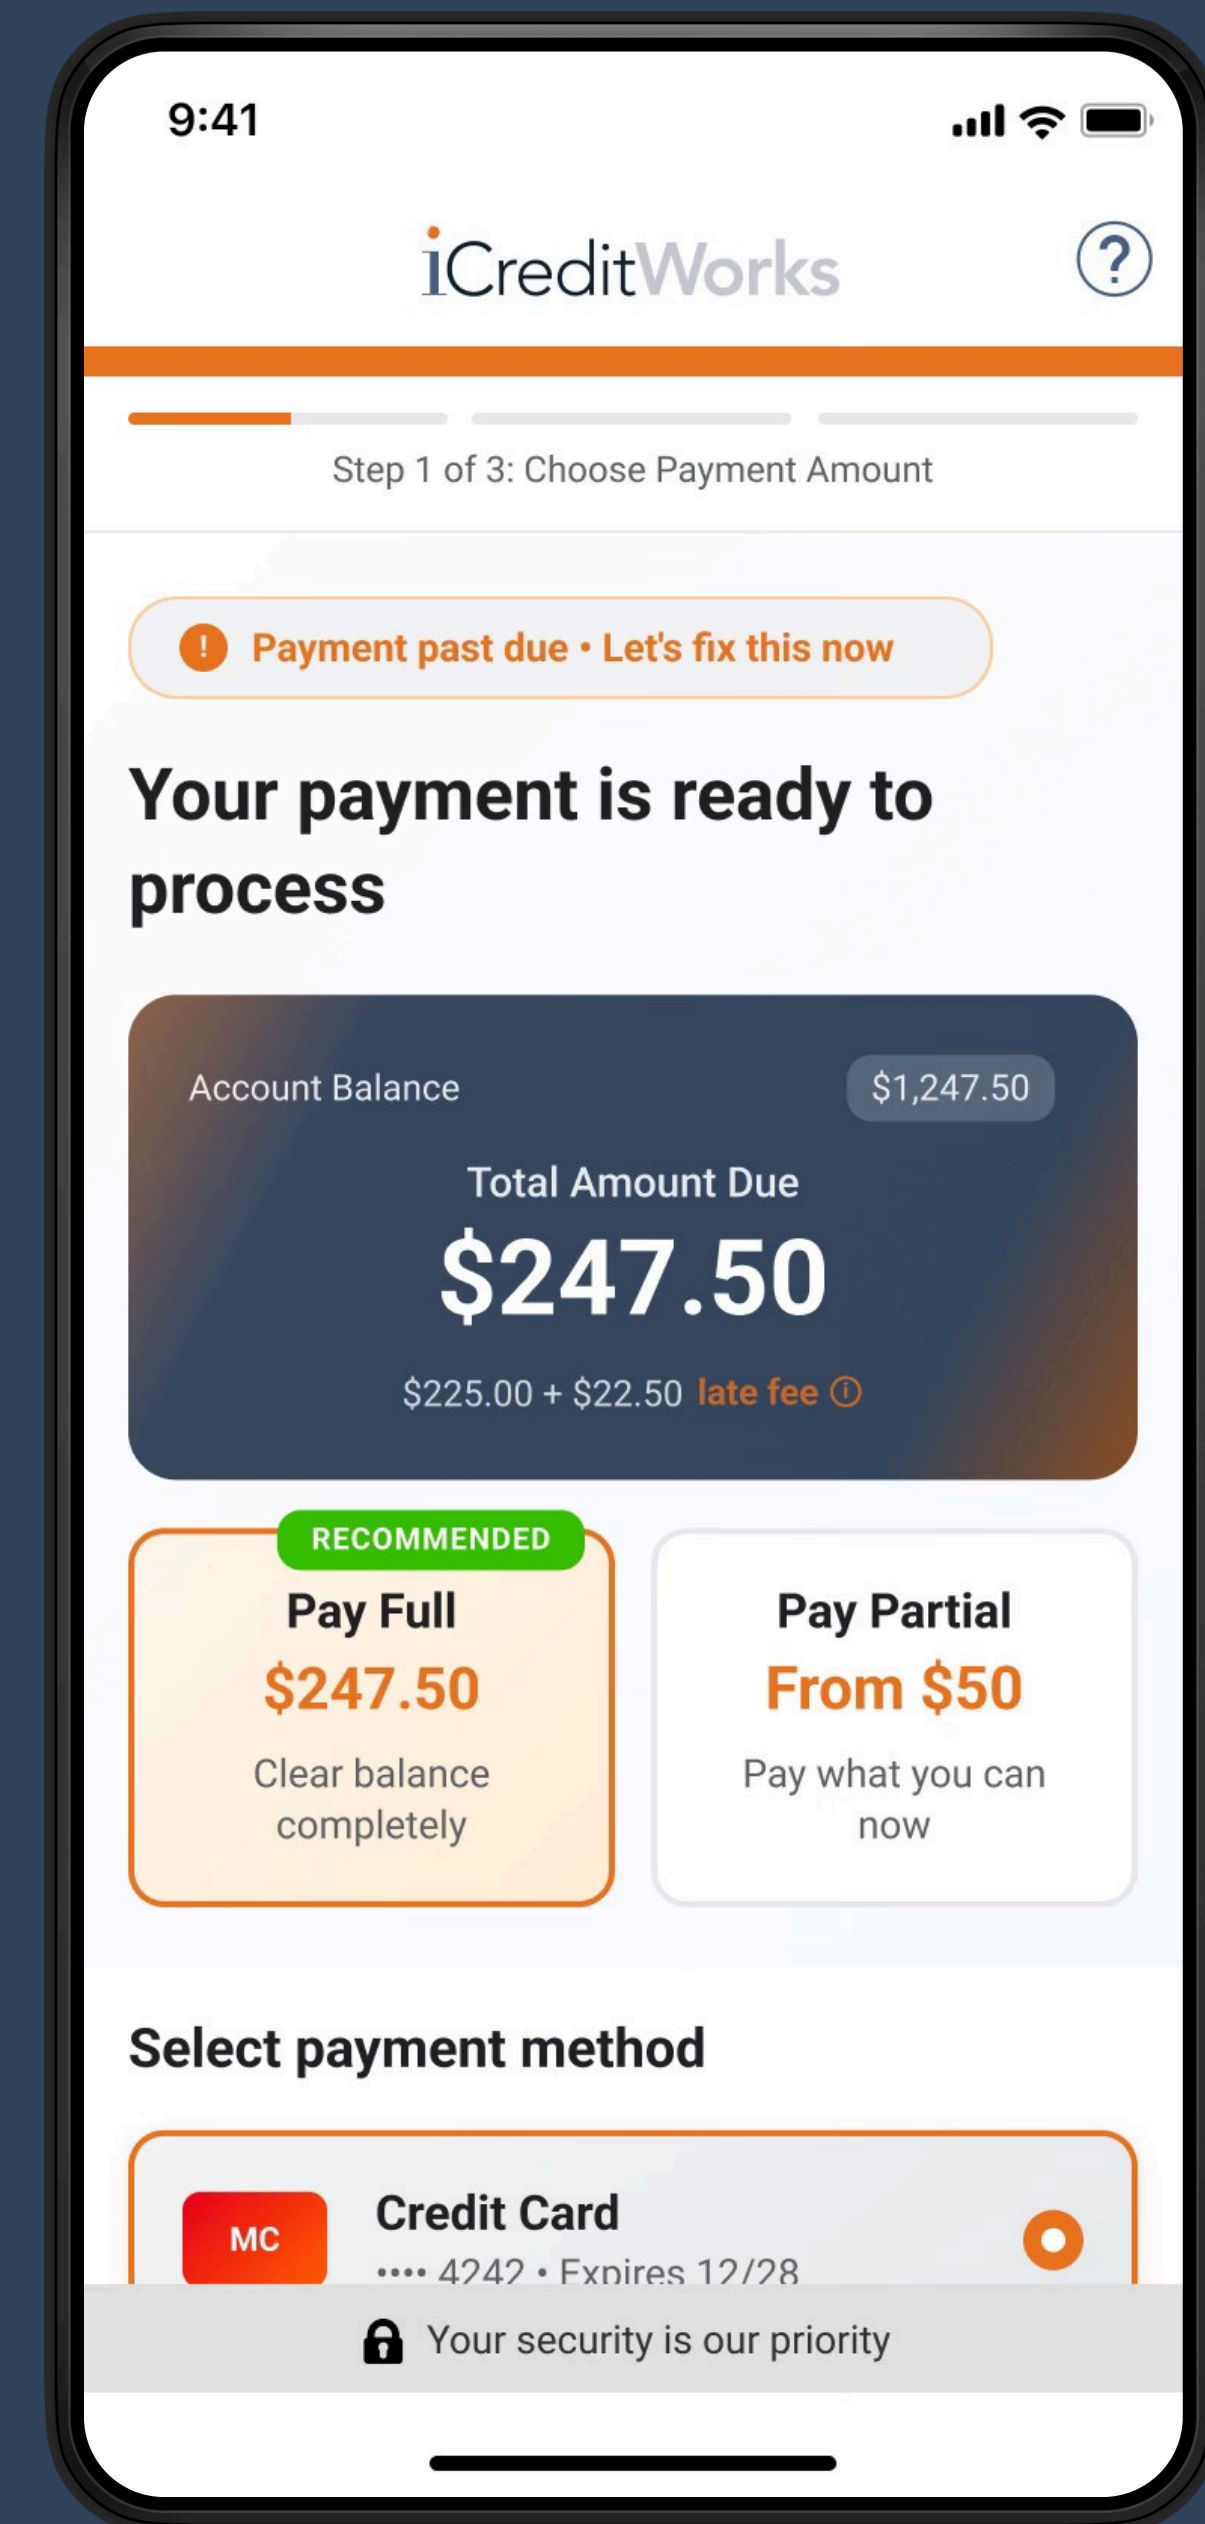 9:41
iCreditWorks
?
Step 1 of 3: Choose Payment Amount
! Payment past due • Let's fix this now
Your payment is ready to
process
Account Balance $1,247.50
Total Amount Due
$247.50
$225.00 + $22.50 late fee ⓘ
RECOMMENDED
Pay Full
$247.50
Clear balance
completely
Pay Partial
From $50
Pay what you can
now
Select payment method
MC
Credit Card
•••• 4242 • Expires 12/28
Your security is our priority